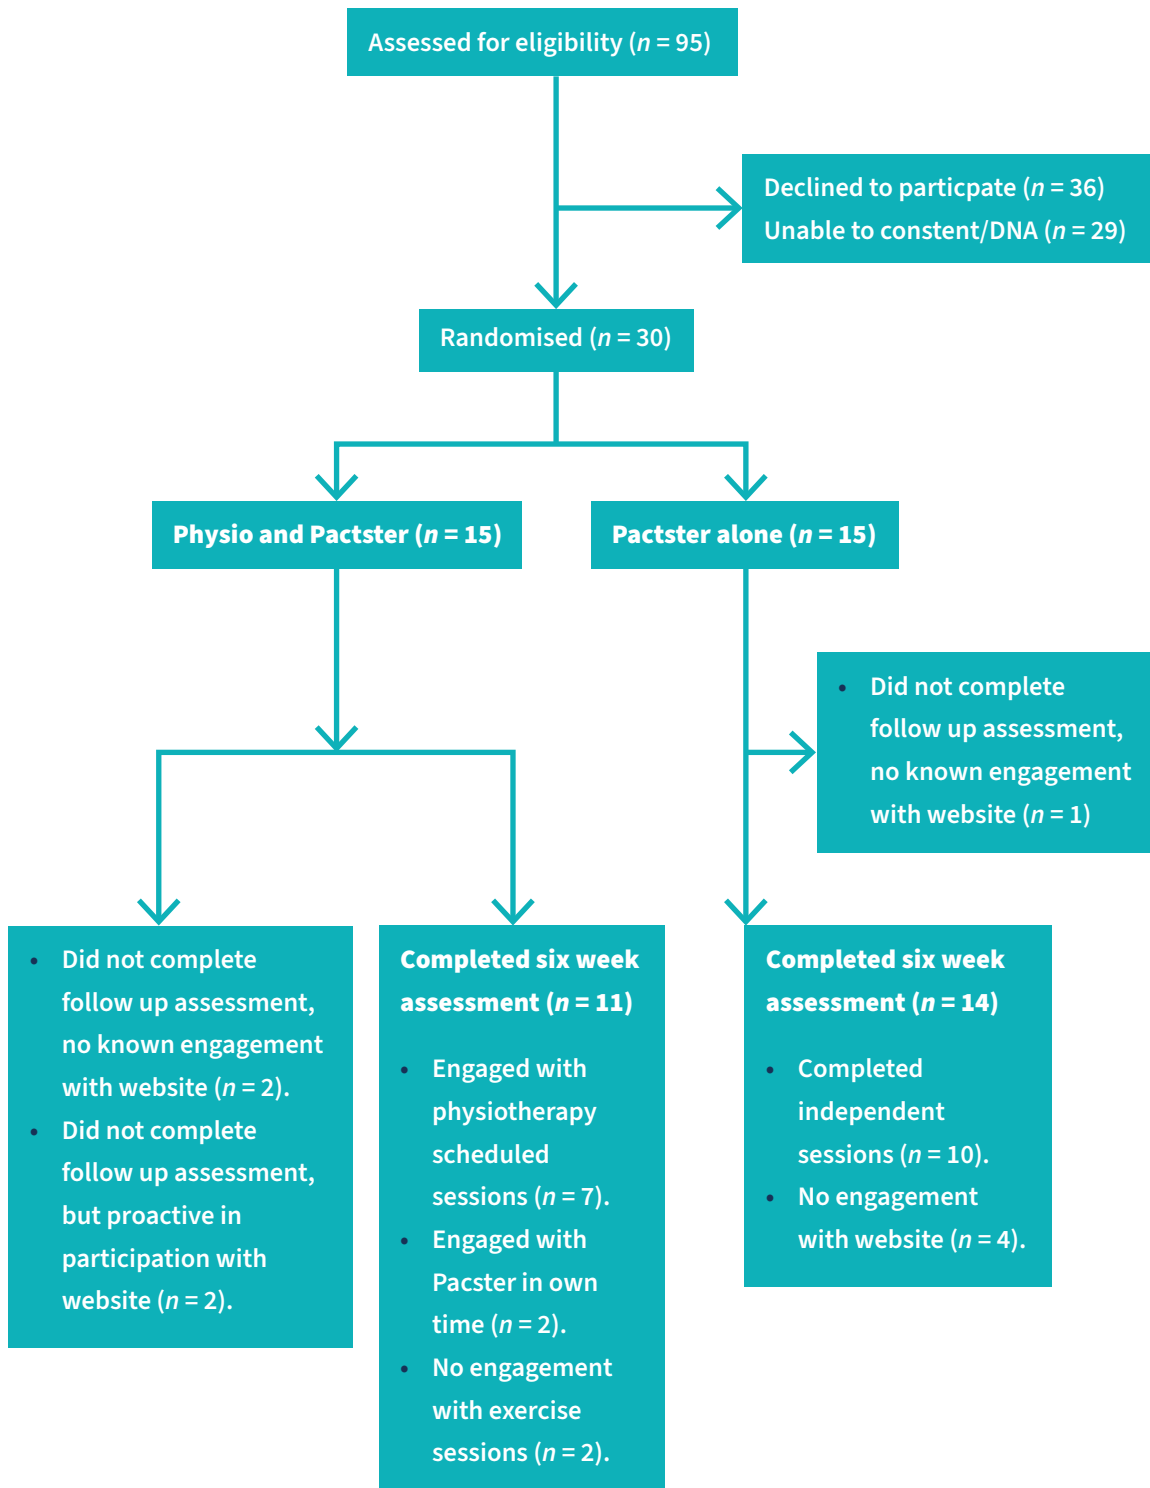 Assessed for eligibility (n = 95)
Declined to particpate (n = 36)
Unable to constent/DNA (n = 29)
Randomised (n = 30)
Physio and Pactster (n = 15)
Pactster alone (n = 15)
• Did not complete
follow up assessment,
no known engagement
with website (n = 1)
• Did not complete
follow up assessment,
no known engagement
with website (n = 2).
• Did not complete
follow up assessment,
but proactive in
participation with
website (n = 2).
Completed six week
assessment (n = 11)
• Engaged with
physiotherapy
scheduled
sessions (n = 7).
• Engaged with
Pacster in own
time (n = 2).
• No engagement
with exercise
sessions (n = 2).
Completed six week
assessment (n = 14)
• Completed
independent
sessions (n = 10).
• No engagement
with website (n = 4).